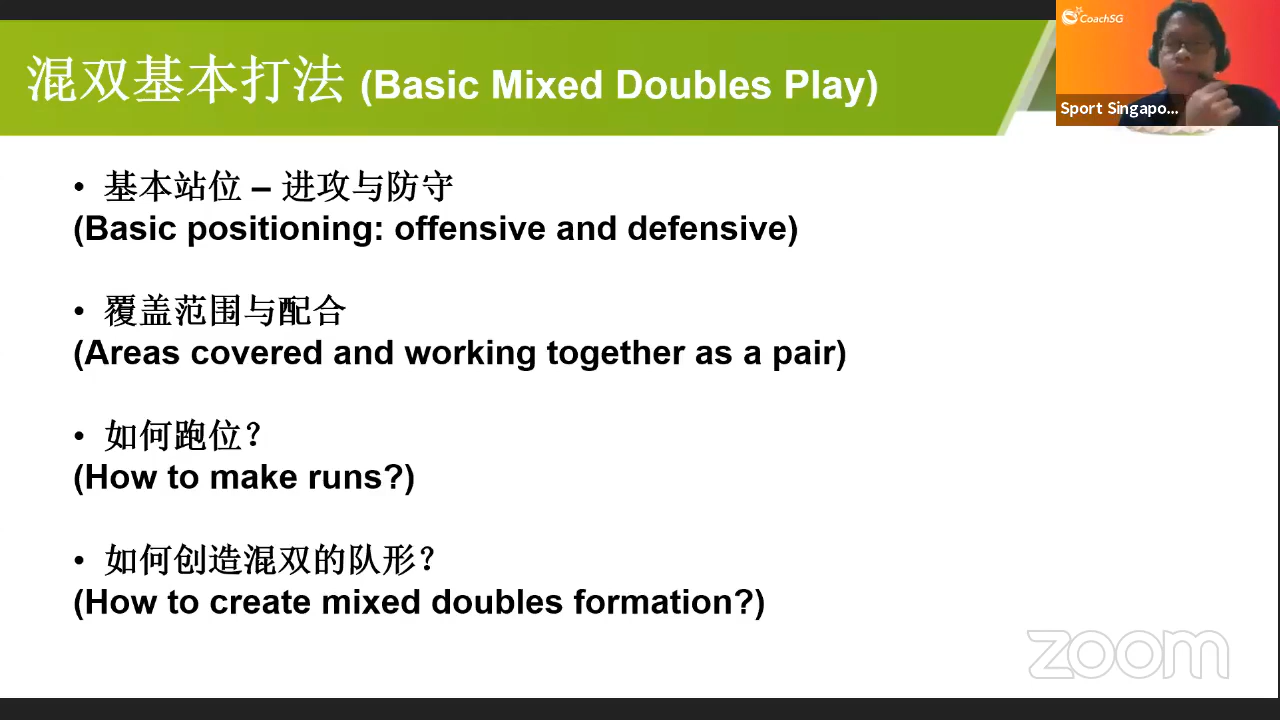 混双基本打法 (Basic Mixed Doubles Play)
CoachSG
Sport Singapo...
• 基本站位 – 进攻与防守
(Basic positioning: offensive and defensive)
• 覆盖范围与配合
(Areas covered and working together as a pair)
• 如何跑位?
(How to make runs?)
• 如何创造混双的队形?
(How to create mixed doubles formation?)
zoom